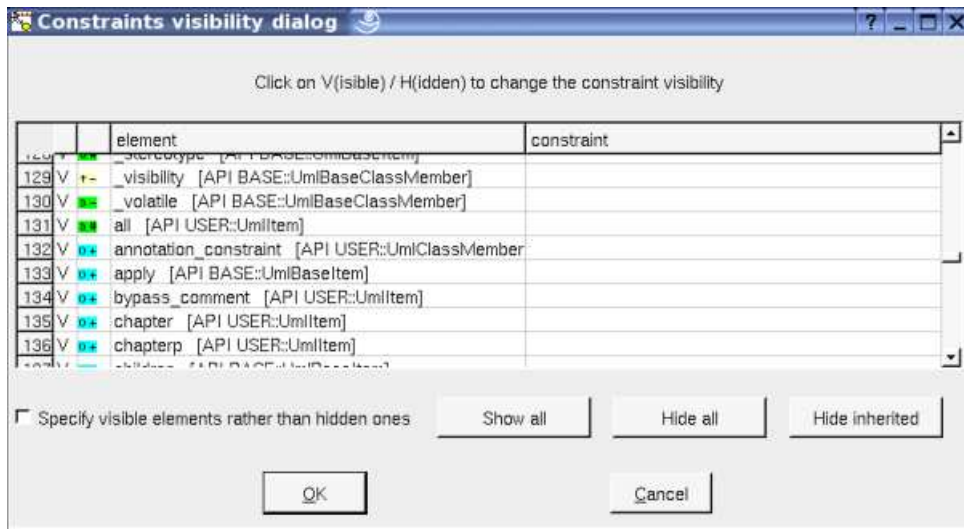 Constraints visibility dialog
Click on V(isible) / H(idden) to change the constraint visibility
element constraint
129 V _visibility [API BASE::UmlBaseClassMember]
130 V _volatile [API BASE::UmlBaseClassMember]
131 V all [API USER::UmlItem]
132 V annotation_constraint [API USER::UmlClassMember
133 V apply [API BASE::UmlBaseItem]
134 V bypass_comment [API USER::UmlItem]
135 V chapter [API USER::UmlItem]
136 V chapterp [API USER::UmlItem]
Specify visible elements rather than hidden ones Show all Hide all Hide inherited
OK Cancel